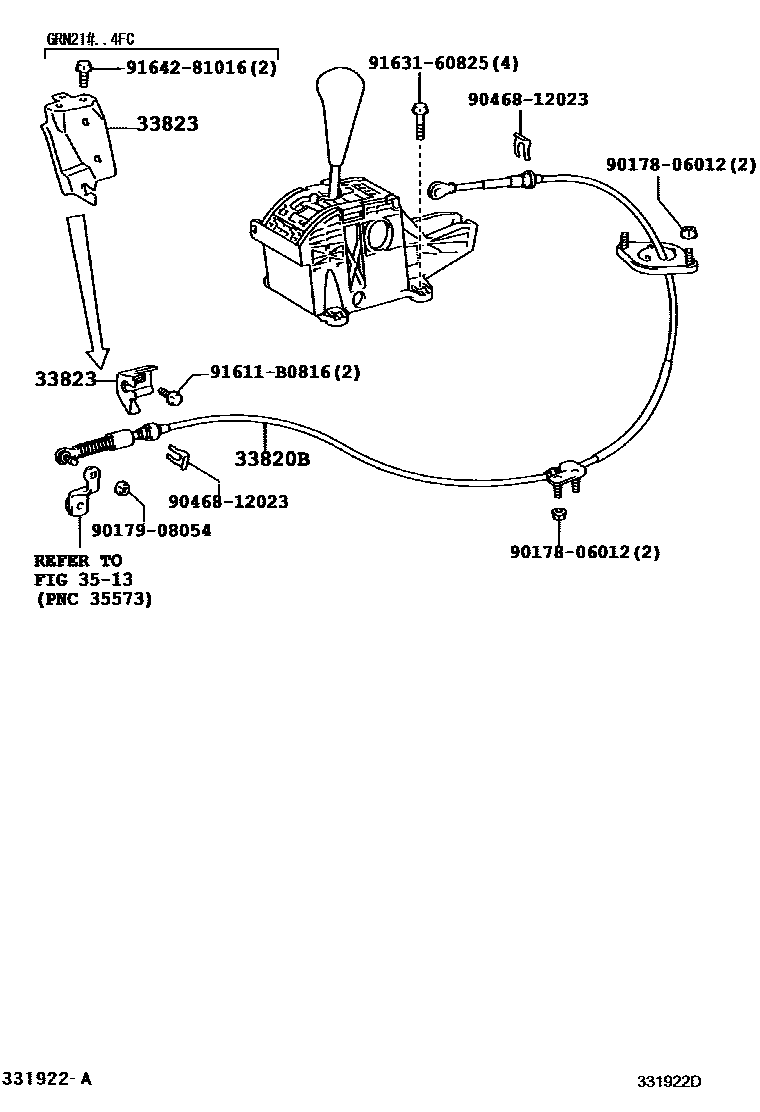 GRN21#..4FC
91642-81016(2)
33823
91631-60825(4)
90468-12023
90178-06012(2)
33823
91611-B0816(2)
33820B
90468-12023
90179-08054
90178-06012(2)
REFER TO
FIG 35-13
(PNC 35573)
331922-A
331922D